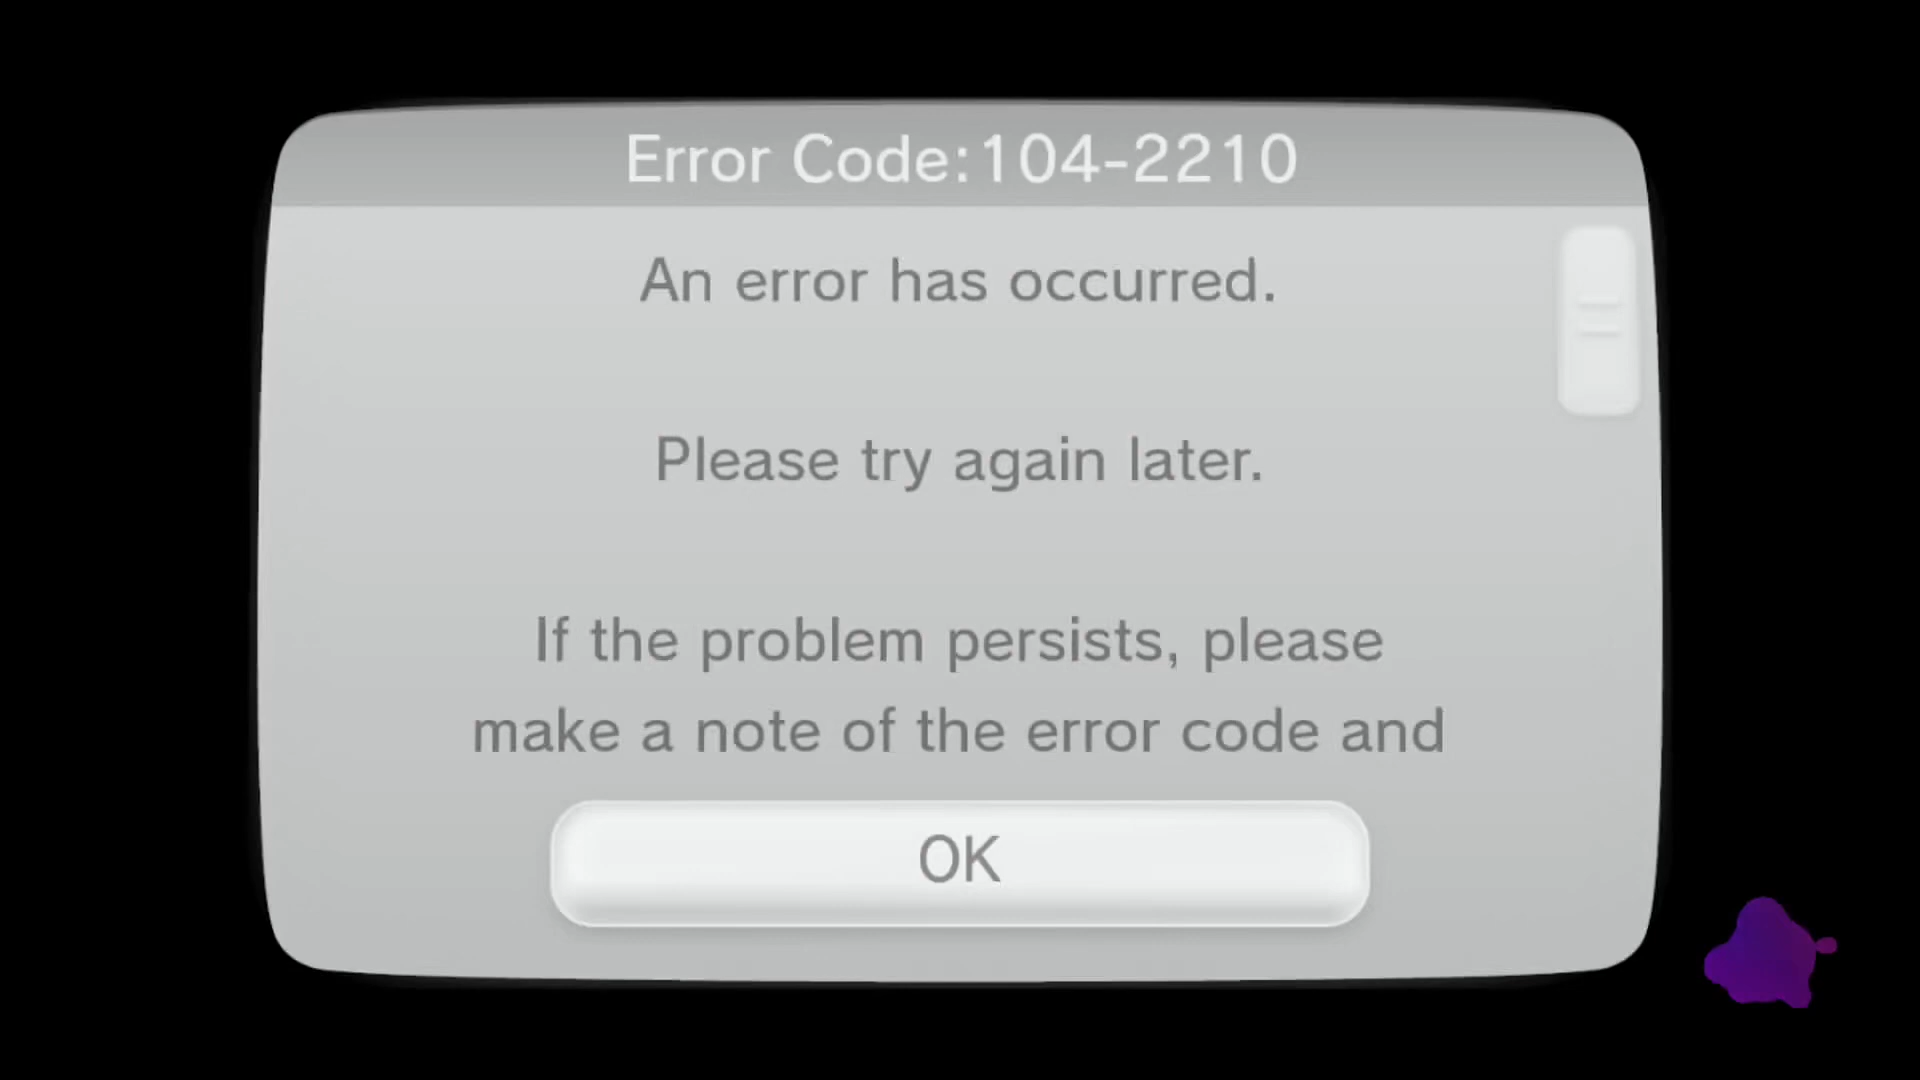 Error Code:104-2210
An error has occurred.
Please try again later.
If the problem persists, please
make a note of the error code and
OK